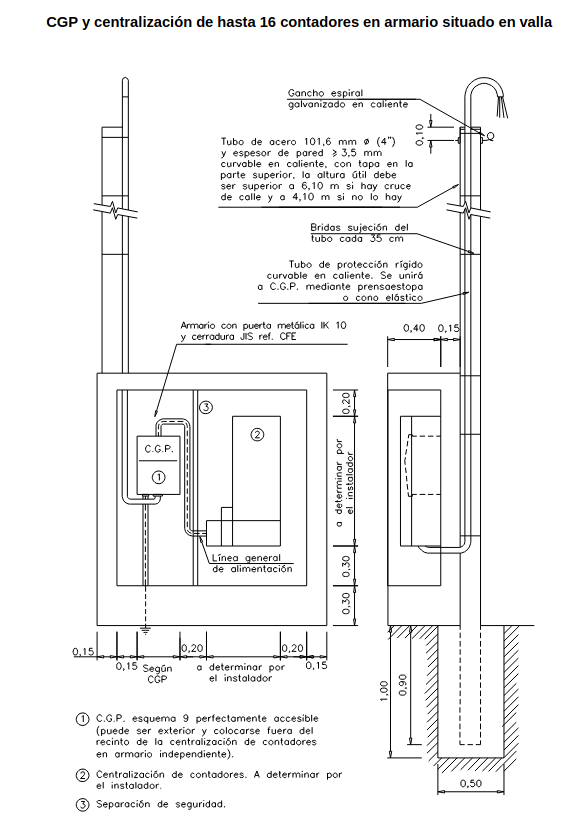 CGP y centralización de hasta 16 contadores en armario situado en valla
Gancho espiral
galvanizado en caliente
0,10
Tubo de acero 101,6 mm ø (4")
y espesor de pared ≥ 3,5 mm
curvable en caliente, con tapa en la
parte superior, la altura útil debe
ser superior a 6,10 m si hay cruce
de calle y a 4,10 m si no lo hay
Bridas sujeción del
tubo cada 35 cm
Tubo de protección rígido
curvable en caliente. Se unirá
a C.G.P. mediante prensaestopa
o cono elástico
Armario con puerta metálica IK 10
y cerradura JIS ref. CFE
0,40 0,15
0,20
3
2
C.G.P.
1
a determinar por
el instalador
Línea general
de alimentación
0,30
0,30
0,15
0,15
Según
CGP
0,20
a determinar por
el instalador
0,20
0,15
1,00
0,90
0,50
1 C.G.P. esquema 9 perfectamente accesible
(puede ser exterior y colocarse fuera del
recinto de la centralización de contadores
en armario independiente).
2 Centralización de contadores. A determinar por
el instalador.
3 Separación de seguridad.